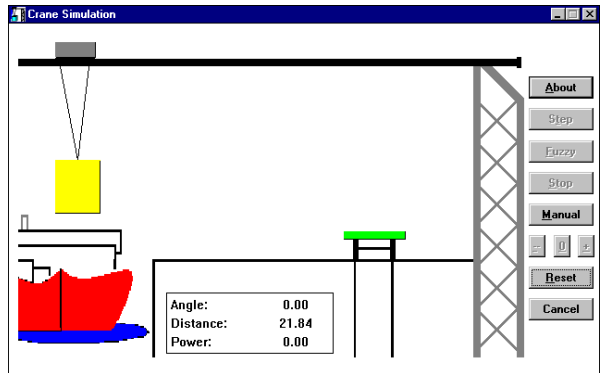 Crane Simulation
About
Step
Fuzzy
Stop
Manual
-- 0 +
Reset
Cancel
Angle: 0.00
Distance: 21.84
Power: 0.00